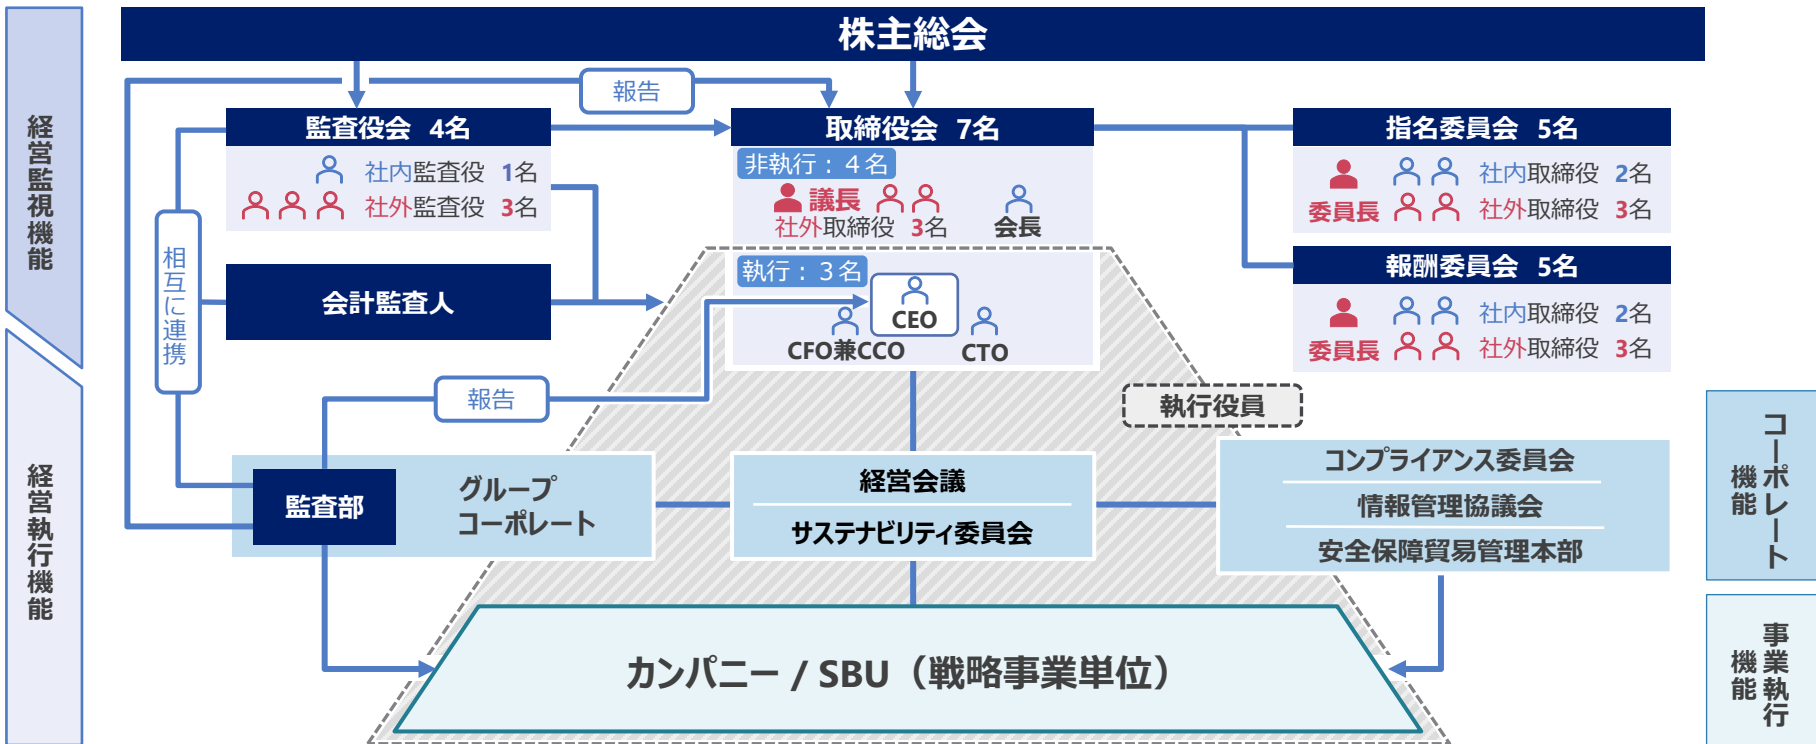 株主総会
経営監視機能
報告
監査役会 4名
社内監査役 1名
社外監査役 3名
取締役会 7名
非執行：４名
議長
社外取締役 3名
会長
指名委員会 5名
社内取締役 2名
委員長
社外取締役 3名
相互に連携
会計監査人
執行：３名
CEO
CFO兼CCO
CTO
報酬委員会 5名
社内取締役 2名
委員長
社外取締役 3名
報告
執行役員
経営執行機能
監査部
グループ
コーポレート
経営会議
サステナビリティ委員会
コンプライアンス委員会
情報管理協議会
安全保障貿易管理本部
コーポレート
機能
カンパニー / SBU（戦略事業単位）
事業執行
機能